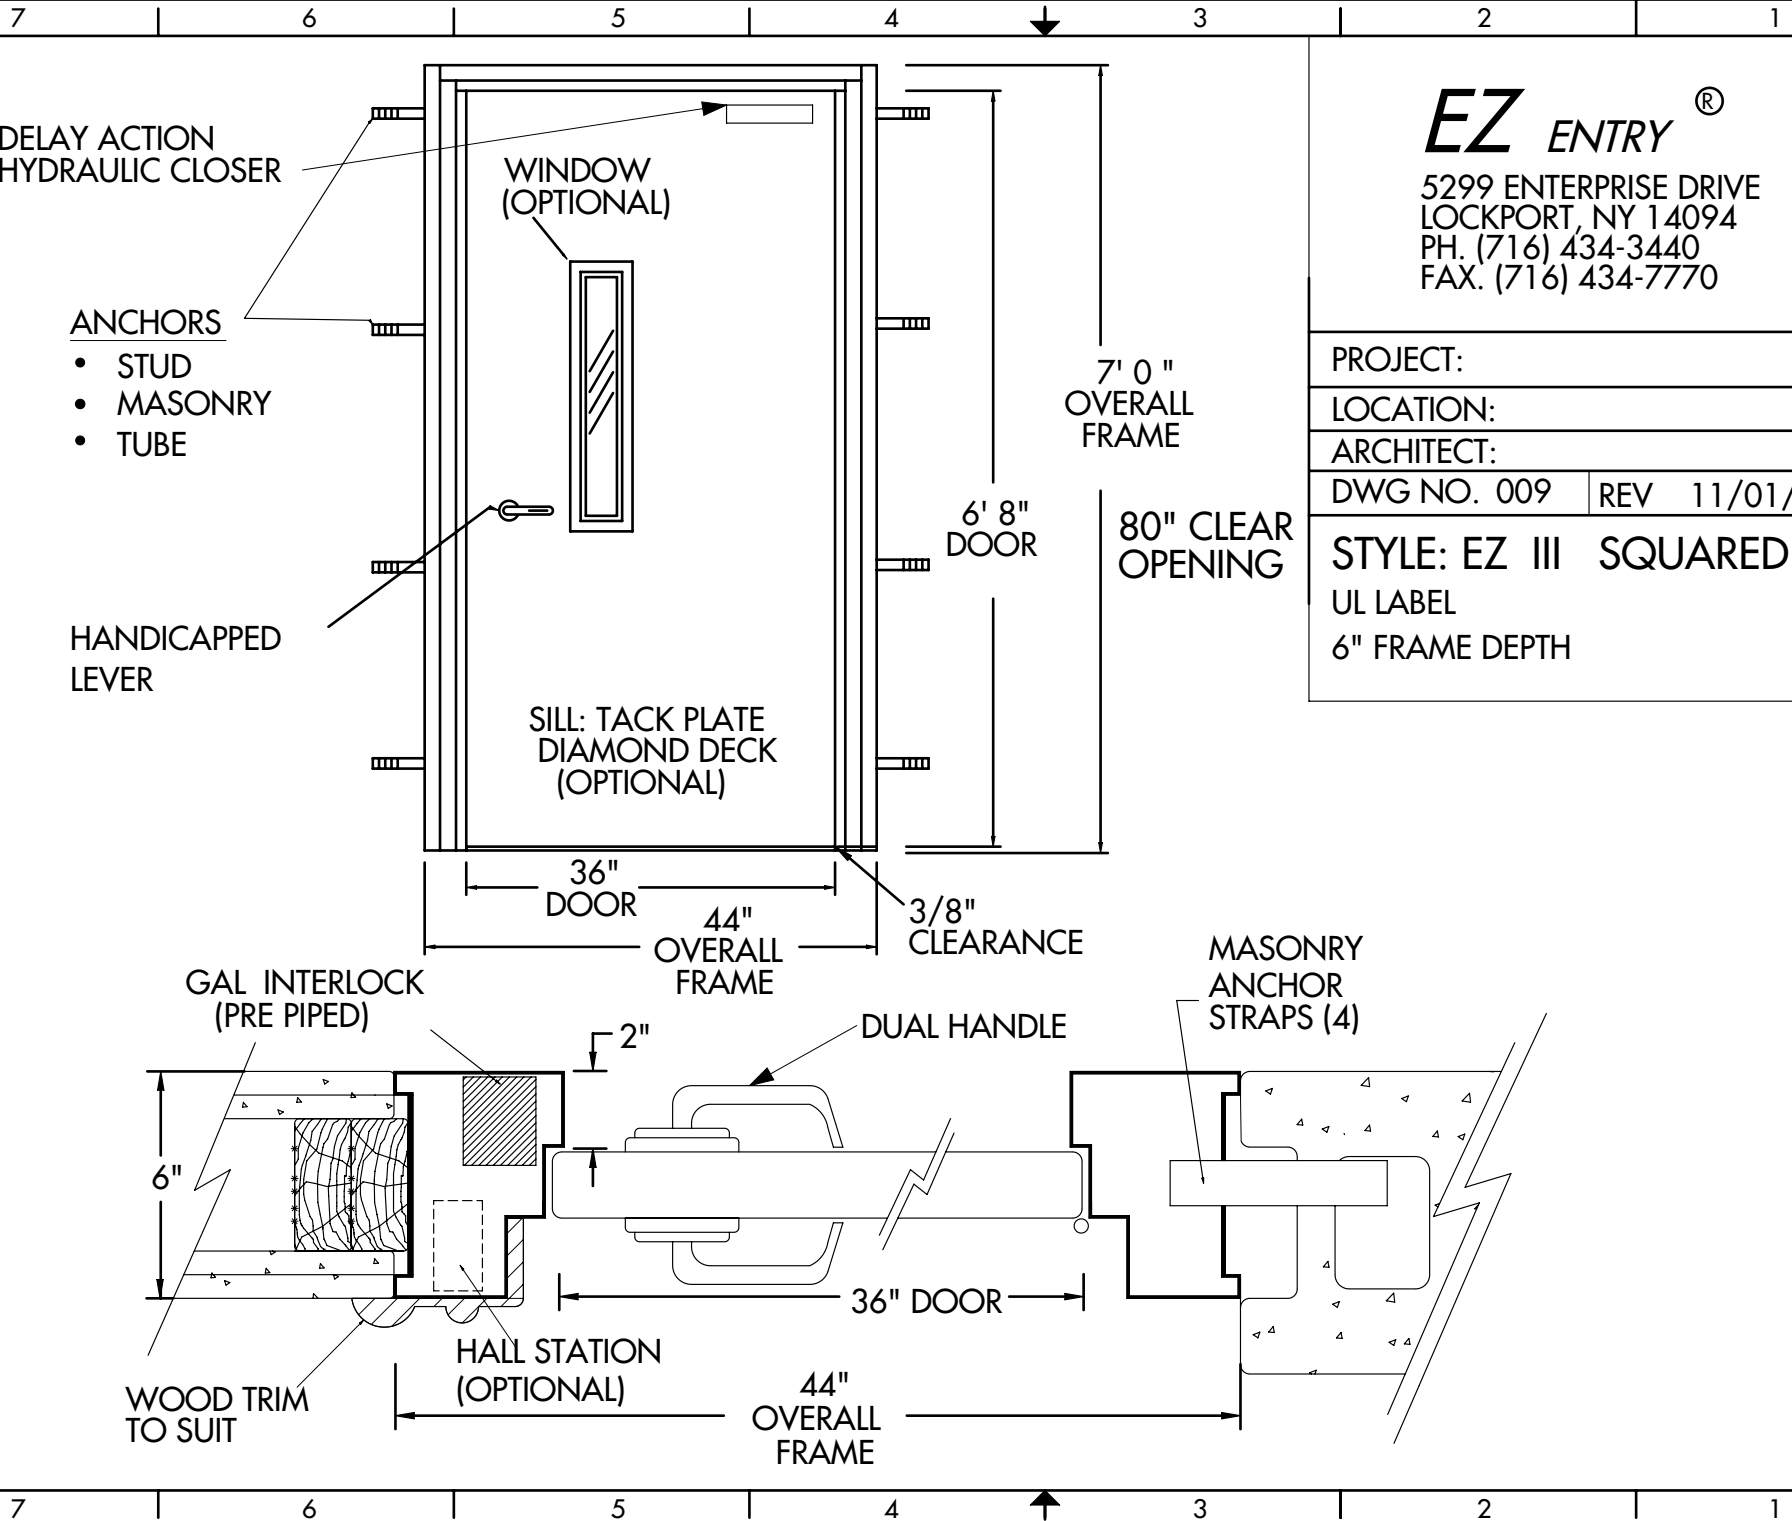 7 6 5 4 3 2 1
DELAY ACTION
HYDRAULIC CLOSER
WINDOW
(OPTIONAL)
ANCHORS
• STUD
• MASONRY
• TUBE
HANDICAPPED
LEVER
SILL: TACK PLATE
DIAMOND DECK
(OPTIONAL)
7' 0 "
OVERALL
FRAME
6' 8"
DOOR
80" CLEAR
OPENING
36"
DOOR
44"
OVERALL
FRAME
3/8"
CLEARANCE
EZ ENTRY ®
5299 ENTERPRISE DRIVE
LOCKPORT, NY 14094
PH. (716) 434-3440
FAX. (716) 434-7770
PROJECT:
LOCATION:
ARCHITECT:
DWG NO. 009 REV 11/01/
STYLE: EZ III SQUARED
UL LABEL
6" FRAME DEPTH
GAL INTERLOCK
(PRE PIPED)
2"
DUAL HANDLE
MASONRY
ANCHOR
STRAPS (4)
6"
36" DOOR
HALL STATION
(OPTIONAL)
WOOD TRIM
TO SUIT
44"
OVERALL
FRAME
7 6 5 4 3 2 1